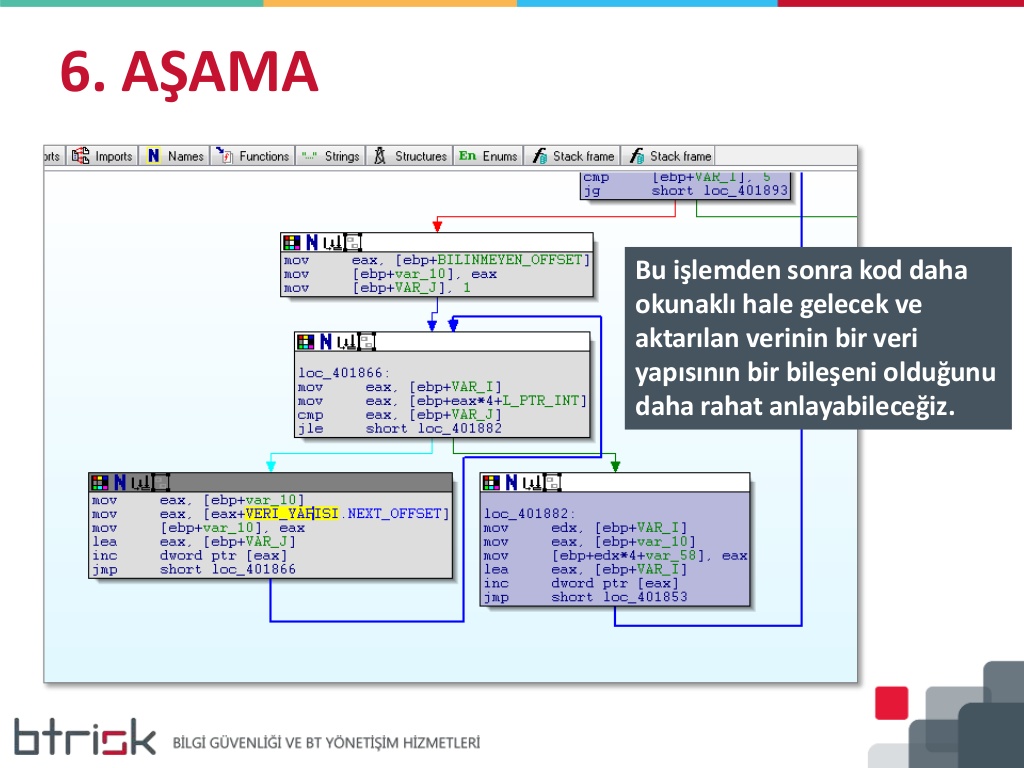 6. AŞAMA
orts Imports N Names Functions "..." Strings Structures En Enums Stack frame Stack frame
cmp [ebp+VAR_I], 5
jg short loc_401893
mov eax, [ebp+BILINMEYEN_OFFSET]
mov [ebp+var_10], eax
mov [ebp+VAR_J], 1
Bu işlemden sonra kod daha
okunaklı hale gelecek ve
aktarılan verinin bir veri
yapısının bir bileşeni olduğunu
daha rahat anlayabileceğiz.
loc_401866:
mov eax, [ebp+VAR_I]
mov eax, [ebp+eax*4+L_PTR_INT]
cmp eax, [ebp+VAR_J]
jle short loc_401882
mov eax, [ebp+var_10]
mov eax, [eax+VERI_YAPISI.NEXT_OFFSET]
mov [ebp+var_10], eax
lea eax, [ebp+VAR_J]
inc dword ptr [eax]
jmp short loc_401866
loc_401882:
mov edx, [ebp+VAR_I]
mov eax, [ebp+var_10]
mov [ebp+edx*4+var_58], eax
lea eax, [ebp+VAR_I]
inc dword ptr [eax]
jmp short loc_401853
btrisk BİLGİ GÜVENLİĞİ VE BT YÖNETİŞİM HİZMETLERİ